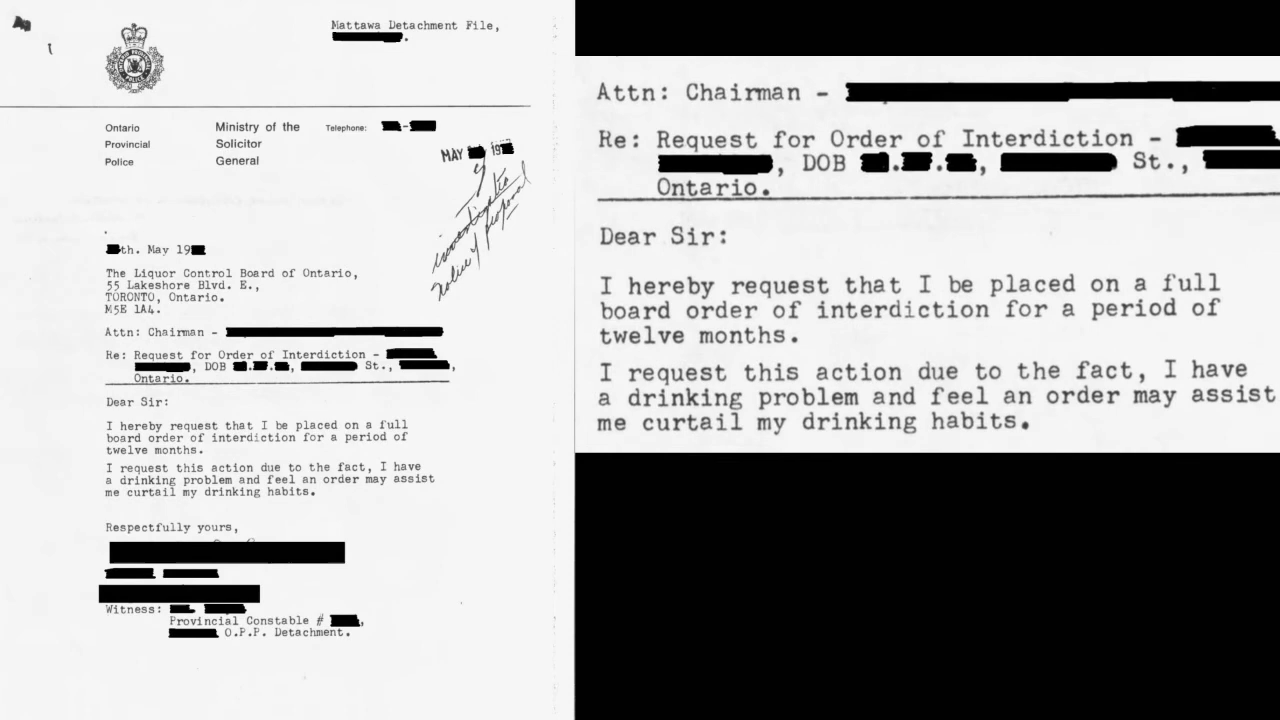 Mattawa Detachment File,
.
Ontario
Provincial
Police
Ministry of the
Solicitor
General
Telephone: -
MAY 19
investigation
th. May 19
The Liquor Control Board of Ontario,
55 Lakeshore Blvd. E.,
TORONTO, Ontario.
M5E 1A4.
Attn: Chairman -
Re: Request for Order of Interdiction -
, DOB . . , St., ,
Ontario.
Dear Sir:
I hereby request that I be placed on a full
board order of interdiction for a period of
twelve months.
I request this action due to the fact, I have
a drinking problem and feel an order may assist
me curtail my drinking habits.
Respectfully yours,
Witness:
Provincial Constable # ,
O.P.P. Detachment.
Attn: Chairman -
Re: Request for Order of Interdiction -
, DOB . . , St.,
Ontario.
Dear Sir:
I hereby request that I be placed on a full
board order of interdiction for a period of
twelve months.
I request this action due to the fact, I have
a drinking problem and feel an order may assist
me curtail my drinking habits.